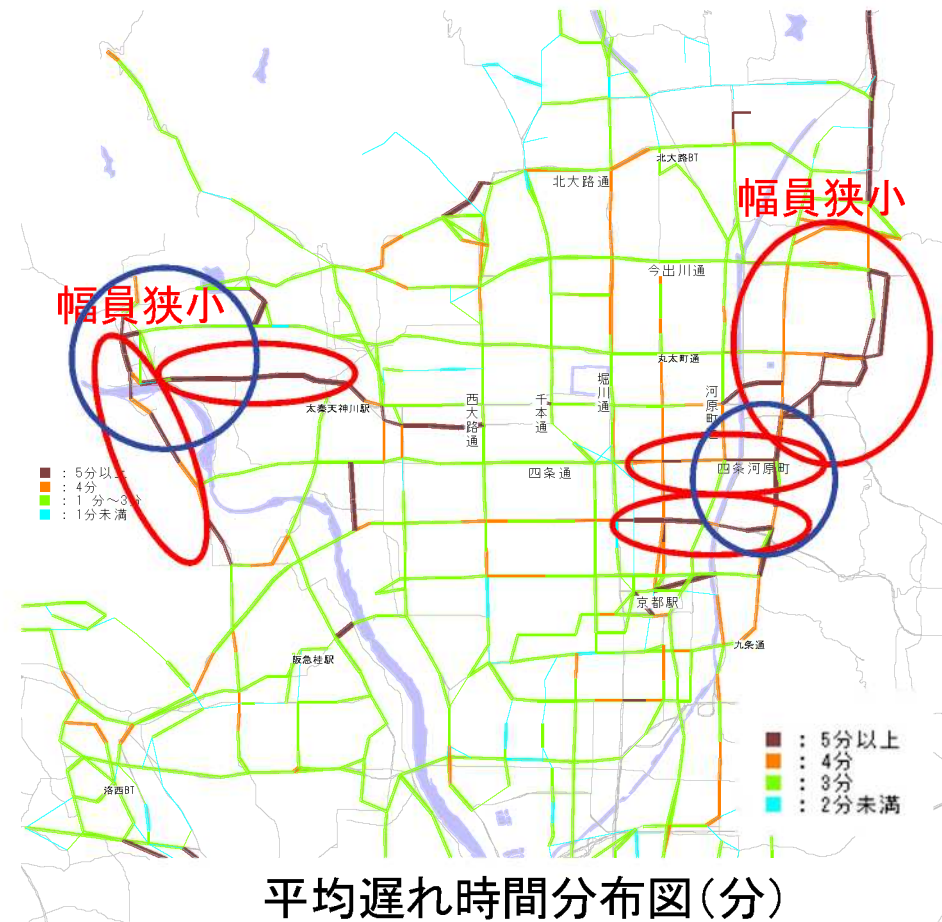 北大路BT
北大路通
幅員狭小
今出川通
幅員狭小
丸太町通
太秦天神川駅
西大路通
千本通
堀川通
河原町
四条通
四条河原町
: 5分以上
: 4分
: 1分~3分
: 1分未満
京都駅
九条通
阪急桂駅
洛西BT
: 5分以上
: 4分
: 3分
: 2分未満
平均遅れ時間分布図(分)